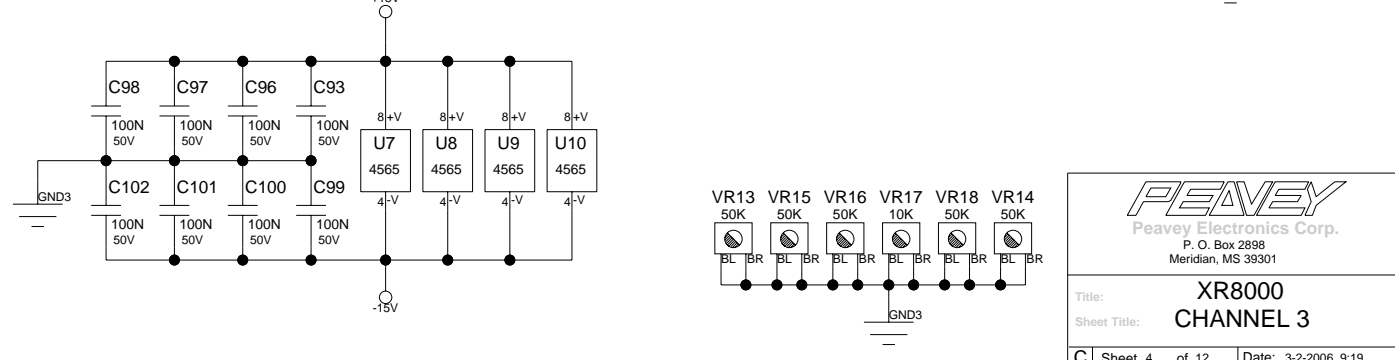 C98 C97 C96 C93
100N 100N 100N 100N
50V 50V 50V 50V
8 +V 8 +V 8 +V 8 +V
U7 U8 U9 U10
4565 4565 4565 4565
4 -V 4 -V 4 -V 4 -V
GND3
C102 C101 C100 C99
100N 100N 100N 100N
50V 50V 50V 50V
-15V
VR13 VR15 VR16 VR17 VR18 VR14
50K 50K 50K 10K 50K 50K
BL BR BL BR BL BR BL BR BL BR BL BR
GND3
PEAVEY
Peavey Electronics Corp.
P. O. Box 2898
Meridian, MS 39301
Title: XR8000
Sheet Title: CHANNEL 3
C Sheet 4 of 12 Date: 3-2-2006 9:19